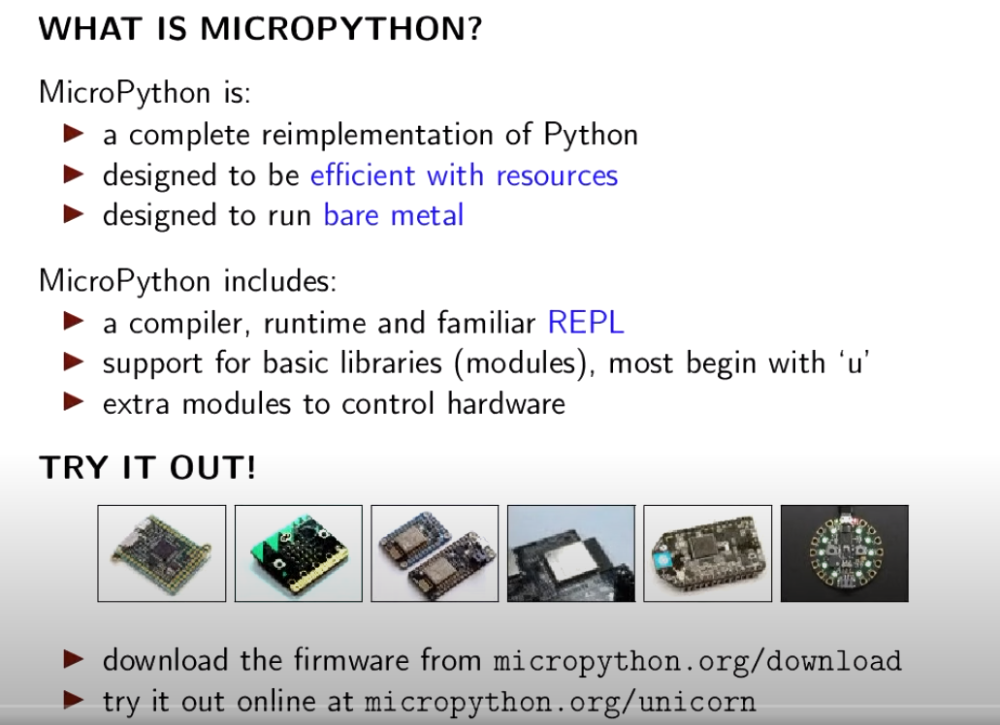 WHAT IS MICROPYTHON?
MicroPython is:
▶ a complete reimplementation of Python
▶ designed to be efficient with resources
▶ designed to run bare metal
MicroPython includes:
▶ a compiler, runtime and familiar REPL
▶ support for basic libraries (modules), most begin with ‘u’
▶ extra modules to control hardware
TRY IT OUT!
▶ download the firmware from micropython.org/download
▶ try it out online at micropython.org/unicorn